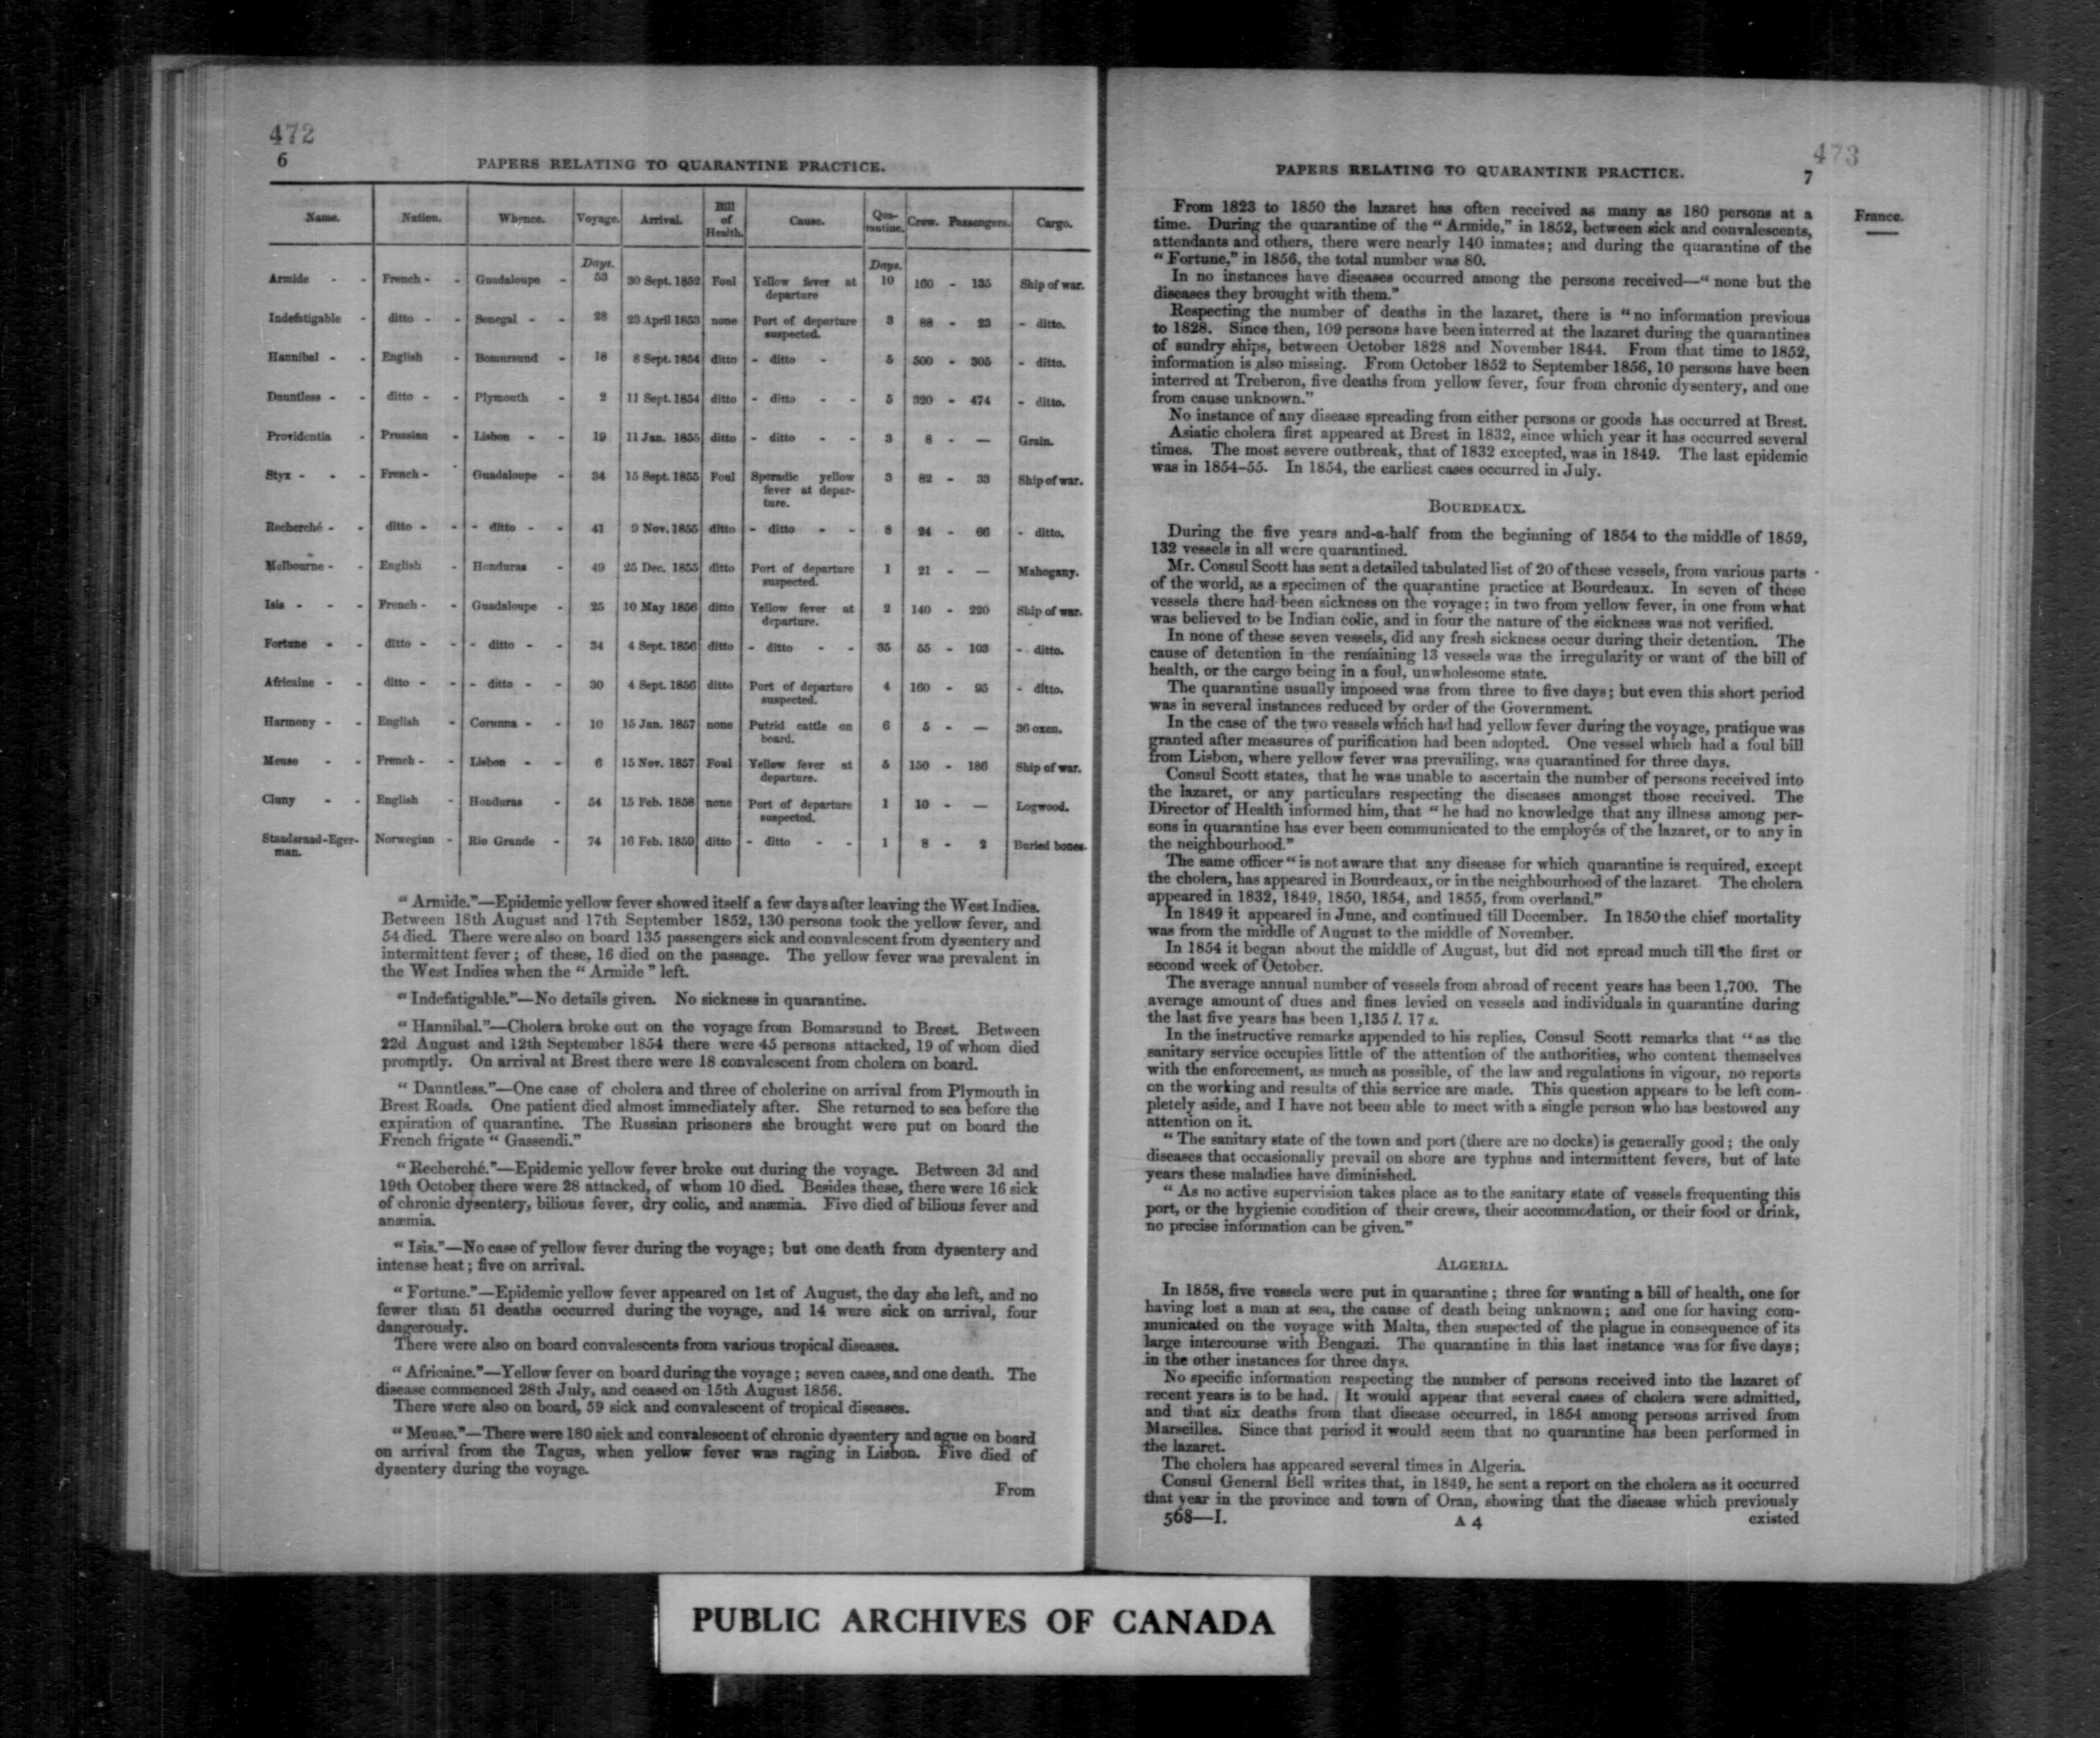 472
6
PAPERS RELATING TO QUARANTINE PRACTICE.
Name. Nation. Whence. Voyage. Arrival. Bill of Health. Cause. Quarantine. Crew. Passengers. Cargo.
Days. Days.
Armide - - French - - Guadaloupe - 53 30 Sept. 1852 Foul Yellow fever at departure 10 160 - 135 Ship of war.
Indefatigable - ditto - - Senegal - - 28 23 April 1853 none Port of departure suspected. 3 88 - 23 - ditto.
Hannibal - - English - Bomarsund - 18 8 Sept. 1854 ditto - ditto - 5 500 - 305 - ditto.
Dauntless - - ditto - - Plymouth - 2 11 Sept. 1854 ditto - ditto - - 5 320 - 474 - ditto.
Providentia - Prussian - Lisbon - - 19 11 Jan. 1855 ditto - ditto - - 3 8 - — Grain.
Styx - - - French - Guadaloupe - 34 15 Sept. 1855 Foul Sporadic yellow fever at departure. 3 82 - 33 Ship of war.
Recherché - - ditto - - - ditto - - 41 9 Nov. 1855 ditto - ditto - - 8 24 - 66 - ditto.
Melbourne - - English - Honduras - 49 25 Dec. 1855 ditto Port of departure suspected. 1 21 - — Mahogany.
Isis - - - French - - Guadaloupe - 25 10 May 1856 ditto Yellow fever at departure. 2 140 - 220 Ship of war.
Fortune - - ditto - - - ditto - - 34 4 Sept. 1856 ditto - ditto - - 35 55 - 103 - ditto.
Africaine - - ditto - - - ditto - - 30 4 Sept. 1856 ditto Port of departure suspected. 4 160 - 95 - ditto.
Harmony - - English - Corunna - - 10 15 Jan. 1857 none Putrid cattle on board. 6 5 - — 36 oxen.
Meuse - - French - - Lisbon - - 6 15 Nov. 1857 Foul Yellow fever at departure. 5 150 - 186 Ship of war.
Cluny - - English - Honduras - 54 15 Feb. 1858 none Port of departure suspected. 1 10 - — Logwood.
Staadsraad-Egerman. Norwegian - Rio Grande - 74 16 Feb. 1859 ditto - ditto - - 1 8 - 2 Buried bones.
“Armide.”—Epidemic yellow fever showed itself a few days after leaving the West Indies.
Between 18th August and 17th September 1852, 130 persons took the yellow fever, and
54 died. There were also on board 135 passengers sick and convalescent from dysentery and
intermittent fever; of these, 16 died on the passage. The yellow fever was prevalent in
the West Indies when the “Armide” left.
“Indefatigable.”—No details given. No sickness in quarantine.
“Hannibal.”—Cholera broke out on the voyage from Bomarsund to Brest. Between
22d August and 12th September 1854 there were 45 persons attacked, 19 of whom died
promptly. On arrival at Brest there were 18 convalescent from cholera on board.
“Dauntless.”—One case of cholera and three of cholerine on arrival from Plymouth in
Brest Roads. One patient died almost immediately after. She returned to sea before the
expiration of quarantine. The Russian prisoners she brought were put on board the
French frigate “Gassendi.”
“Recherché.”—Epidemic yellow fever broke out during the voyage. Between 3d and
19th October there were 28 attacked, of whom 10 died. Besides these, there were 16 sick
of chronic dysentery, bilious fever, dry colic, and anæmia. Five died of bilious fever and
anæmia.
“Isis.”—No case of yellow fever during the voyage; but one death from dysentery and
intense heat; five on arrival.
“Fortune.”—Epidemic yellow fever appeared on 1st of August, the day she left, and no
fewer than 51 deaths occurred during the voyage, and 14 were sick on arrival, four
dangerously.
There were also on board convalescents from various tropical diseases.
“Africaine.”—Yellow fever on board during the voyage; seven cases, and one death. The
disease commenced 28th July, and ceased on 15th August 1856.
There were also on board, 59 sick and convalescent of tropical diseases.
“Meuse.”—There were 180 sick and convalescent of chronic dysentery and ague on board
on arrival from the Tagus, when yellow fever was raging in Lisbon. Five died of
dysentery during the voyage.
From
473
PAPERS RELATING TO QUARANTINE PRACTICE. 7
France.
From 1823 to 1850 the lazaret has often received as many as 180 persons at a
time. During the quarantine of the “Armide,” in 1852, between sick and convalescents,
attendants and others, there were nearly 140 inmates; and during the quarantine of the
“Fortune,” in 1856, the total number was 80.
In no instances have diseases occurred among the persons received—“none but the
diseases they brought with them.”
Respecting the number of deaths in the lazaret, there is “no information previous
to 1828. Since then, 109 persons have been interred at the lazaret during the quarantines
of sundry ships, between October 1828 and November 1844. From that time to 1852,
information is also missing. From October 1852 to September 1856, 10 persons have been
interred at Treberon, five deaths from yellow fever, four from chronic dysentery, and one
from cause unknown.”
No instance of any disease spreading from either persons or goods has occurred at Brest.
Asiatic cholera first appeared at Brest in 1832, since which year it has occurred several
times. The most severe outbreak, that of 1832 excepted, was in 1849. The last epidemic
was in 1854–55. In 1854, the earliest cases occurred in July.
BOURDEAUX.
During the five years and-a-half from the beginning of 1854 to the middle of 1859,
132 vessels in all were quarantined.
Mr. Consul Scott has sent a detailed tabulated list of 20 of these vessels, from various parts
of the world, as a specimen of the quarantine practice at Bourdeaux. In seven of these
vessels there had been sickness on the voyage; in two from yellow fever, in one from what
was believed to be Indian colic, and in four the nature of the sickness was not verified.
In none of these seven vessels, did any fresh sickness occur during their detention. The
cause of detention in the remaining 13 vessels was the irregularity or want of the bill of
health, or the cargo being in a foul, unwholesome state.
The quarantine usually imposed was from three to five days; but even this short period
was in several instances reduced by order of the Government.
In the case of the two vessels which had had yellow fever during the voyage, pratique was
granted after measures of purification had been adopted. One vessel which had a foul bill
from Lisbon, where yellow fever was prevailing, was quarantined for three days.
Consul Scott states, that he was unable to ascertain the number of persons received into
the lazaret, or any particulars respecting the diseases amongst those received. The
Director of Health informed him, that “he had no knowledge that any illness among per-
sons in quarantine has ever been communicated to the employés of the lazaret, or to any in
the neighbourhood.”
The same officer “is not aware that any disease for which quarantine is required, except
the cholera, has appeared in Bourdeaux, or in the neighbourhood of the lazaret. The cholera
appeared in 1832, 1849, 1850, 1854, and 1855, from overland.”
In 1849 it appeared in June, and continued till December. In 1850 the chief mortality
was from the middle of August to the middle of November.
In 1854 it began about the middle of August, but did not spread much till the first or
second week of October.
The average annual number of vessels from abroad of recent years has been 1,700. The
average amount of dues and fines levied on vessels and individuals in quarantine during
the last five years has been 1,135 l. 17 s.
In the instructive remarks appended to his replies, Consul Scott remarks that “as the
sanitary service occupies little of the attention of the authorities, who content themselves
with the enforcement, as much as possible, of the law and regulations in vigour, no reports
on the working and results of this service are made. This question appears to be left com-
pletely aside, and I have not been able to meet with a single person who has bestowed any
attention on it.
“The sanitary state of the town and port (there are no docks) is generally good; the only
diseases that occasionally prevail on shore are typhus and intermittent fevers, but of late
years these maladies have diminished.
“As no active supervision takes place as to the sanitary state of vessels frequenting this
port, or the hygienic condition of their crews, their accommodation, or their food or drink,
no precise information can be given.”
ALGERIA.
In 1858, five vessels were put in quarantine; three for wanting a bill of health, one for
having lost a man at sea, the cause of death being unknown; and one for having com-
municated on the voyage with Malta, then suspected of the plague in consequence of its
large intercourse with Bengazi. The quarantine in this last instance was for five days;
in the other instances for three days.
No specific information respecting the number of persons received into the lazaret of
recent years is to be had. It would appear that several cases of cholera were admitted,
and that six deaths from that disease occurred, in 1854 among persons arrived from
Marseilles. Since that period it would seem that no quarantine has been performed in
the lazaret.
The cholera has appeared several times in Algeria.
Consul General Bell writes that, in 1849, he sent a report on the cholera as it occurred
that year in the province and town of Oran, showing that the disease which previously
568—I. A 4 existed
PUBLIC ARCHIVES OF CANADA